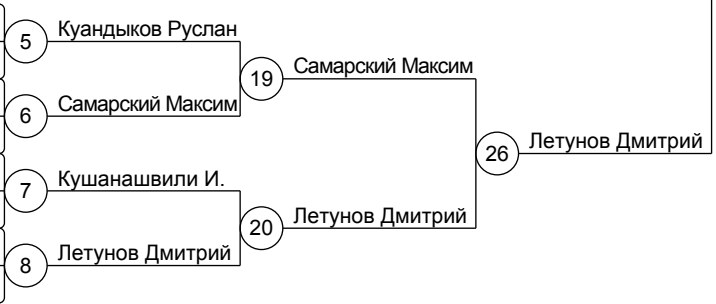 5 Куандыков Руслан
19 Самарский Максим
6 Самарский Максим
26 Летунов Дмитрий
7 Кушанашвили И.
20 Летунов Дмитрий
8 Летунов Дмитрий